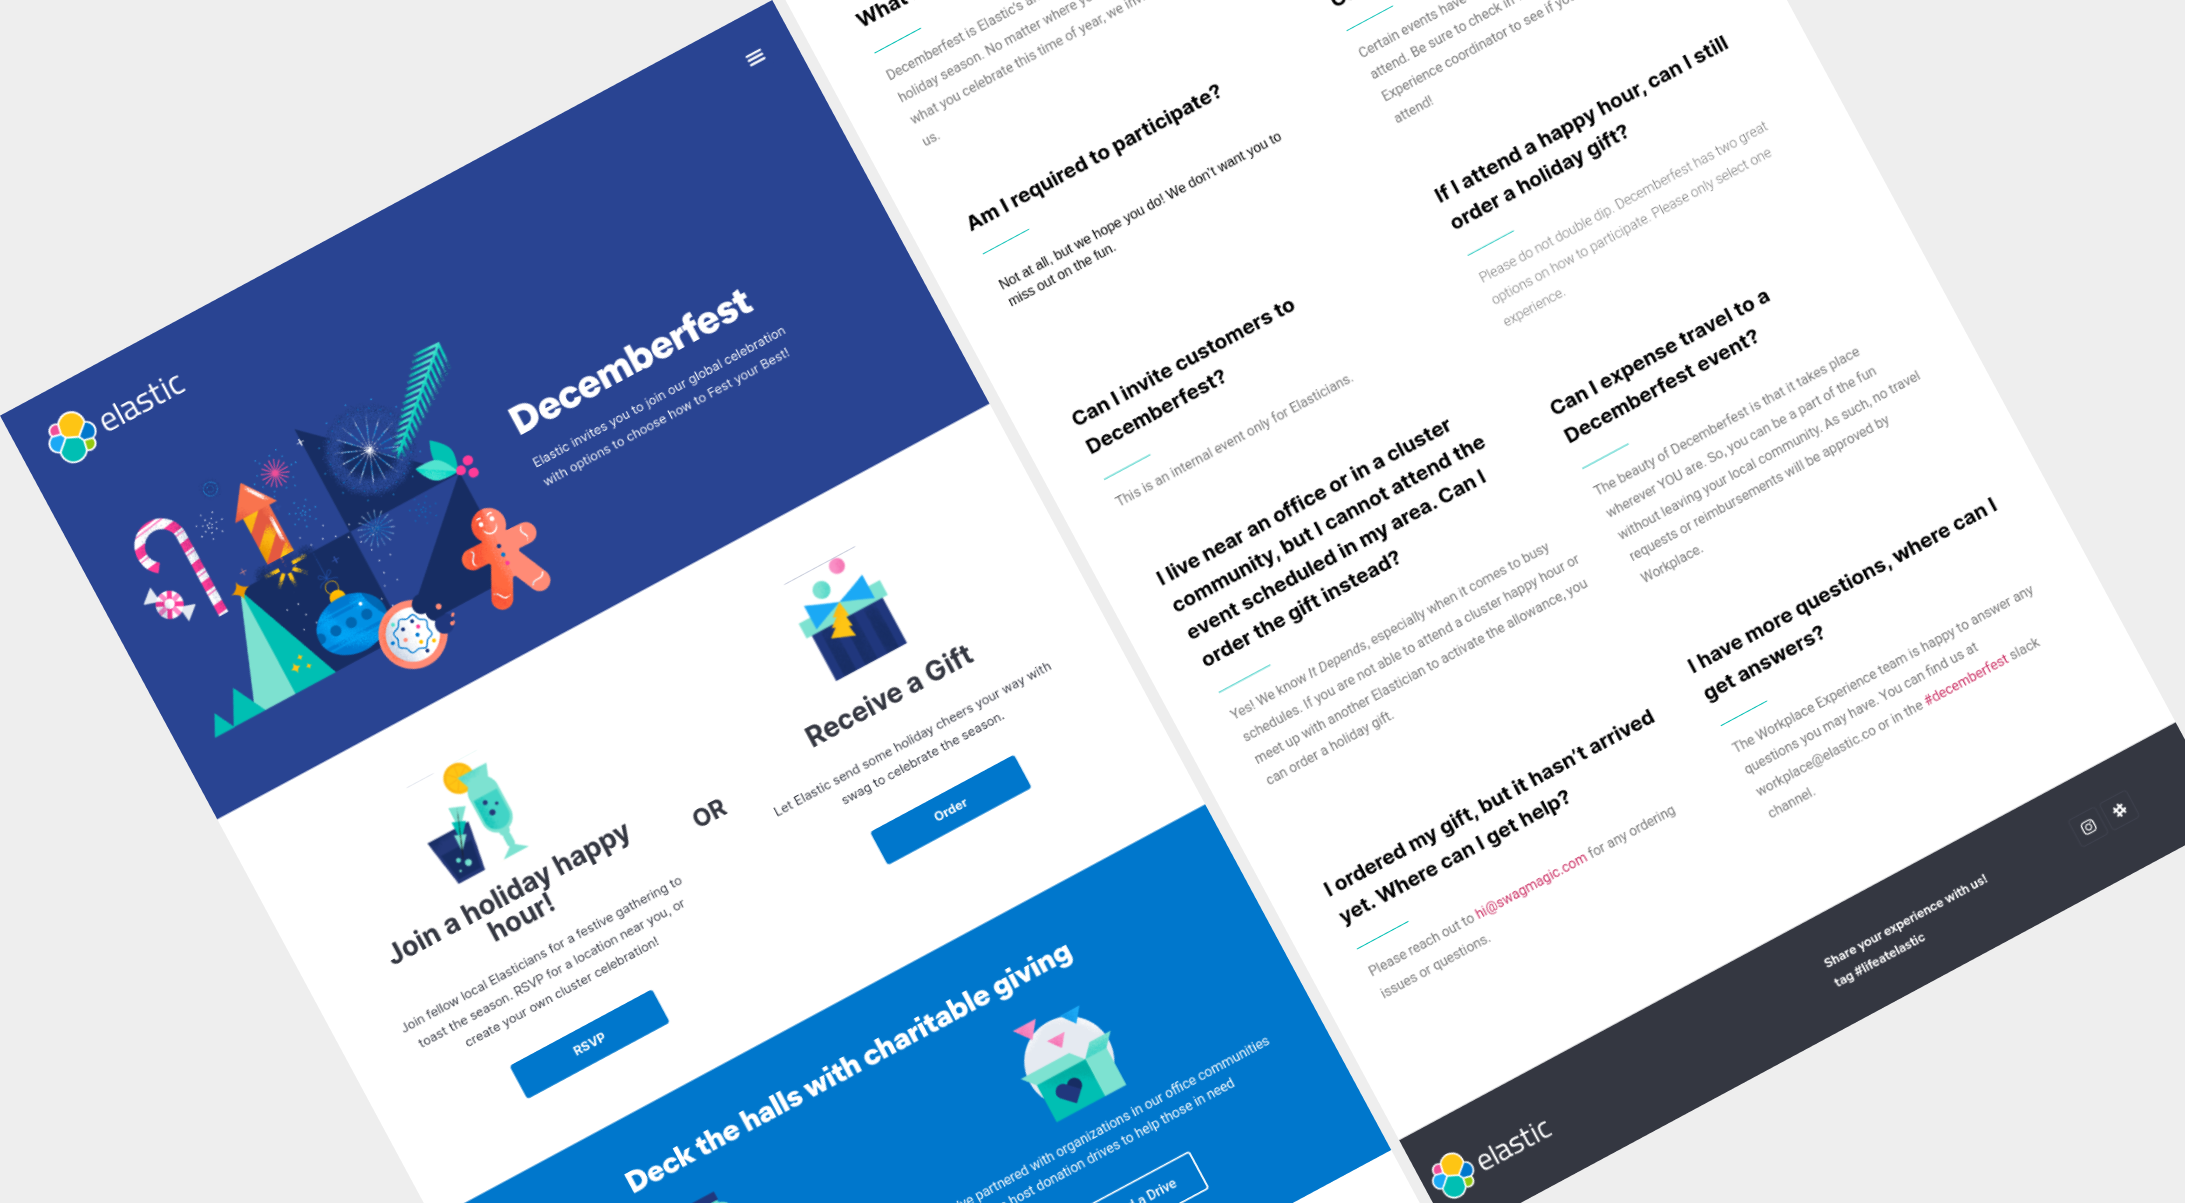 elastic
Decemberfest
Elastic invites you to join our global celebration
with options to choose how to Fest your Best!
Join a holiday happy
hour!
Join fellow local Elasticians for a festive gathering to
toast the season. RSVP for a location near you, or
create your own cluster celebration!
RSVP
OR
Receive a Gift
Let Elastic send some holiday cheers your way with
swag to celebrate the season.
Order
Deck the halls with charitable giving
partnered with organizations in our office communities
host donation drives to help those in need
a Drive
What
Decemberfest is Elastic's
holiday season. No matter where
what you celebrate this time of year, we
us.
Am I required to participate?
Not at all, but we hope you do! We don't want you to
miss out on the fun.
Can I invite customers to
Decemberfest?
This is an internal event only for Elasticians.
I live near an office or in a cluster
community, but I cannot attend the
event scheduled in my area. Can I
order the gift instead?
Yes! We know It Depends, especially when it comes to busy
schedules. If you are not able to attend a cluster happy hour or
meet up with another Elastician to activate the allowance, you
can order a holiday gift.
I ordered my gift, but it hasn't arrived
yet. Where can I get help?
Please reach out to hi@swagmagic.com for any ordering
issues or questions.
Certain events have
attend. Be sure to check in
Experience coordinator to see if
attend!
If I attend a happy hour, can I still
order a holiday gift?
Please do not double dip. Decemberfest has two great
options on how to participate. Please only select one
experience.
Can I expense travel to a
Decemberfest event?
The beauty of Decemberfest is that it takes place
wherever YOU are. So, you can be a part of the fun
without leaving your local community. As such, no travel
requests or reimbursements will be approved by
Workplace.
I have more questions, where can I
get answers?
The Workplace Experience team is happy to answer any
questions you may have. You can find us at
workplace@elastic.co or in the #decemberfest slack
channel.
Share your experience with us!
tag #lifeatelastic
elastic